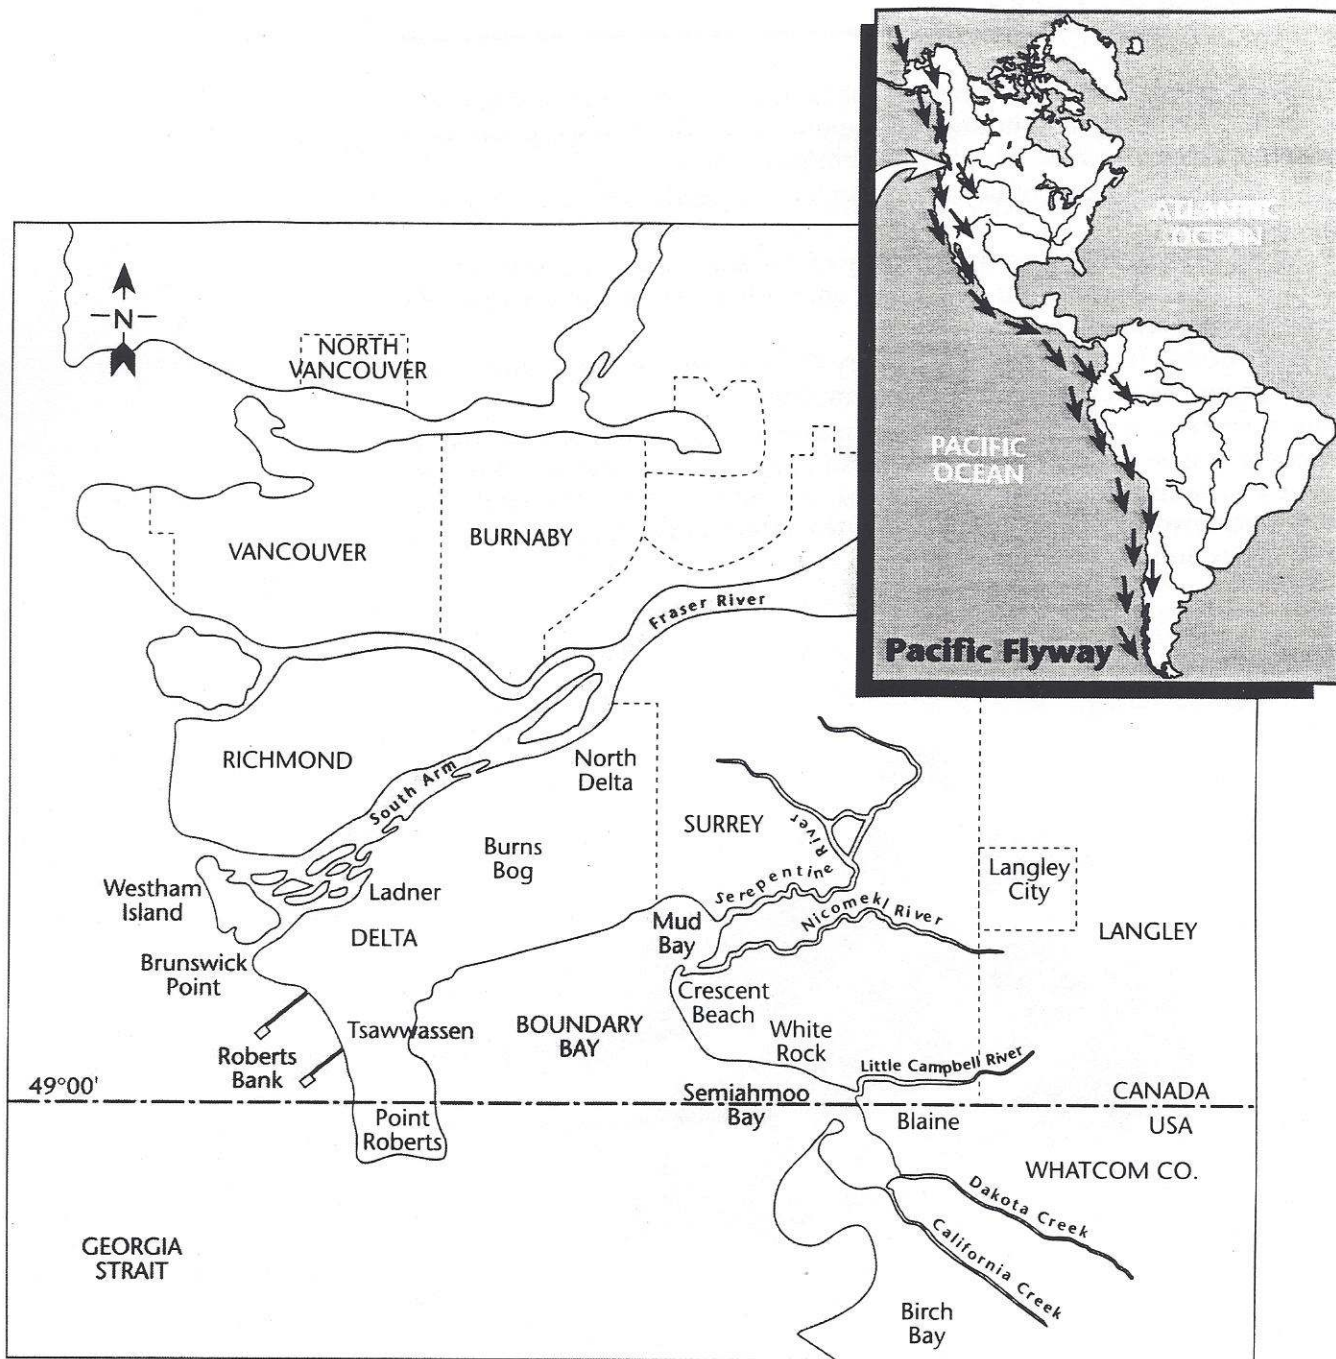 ATLANTIC
OCEAN
PACIFIC
OCEAN
Pacific Flyway
N
NORTH
VANCOUVER
VANCOUVER
BURNABY
Fraser River
RICHMOND
South Arm
North
Delta
SURREY
Serepentine
River
Nicomekl River
Langley
City
LANGLEY
Burns
Bog
Westham
Island
Ladner
DELTA
Mud
Bay
Brunswick
Point
Crescent
Beach
Tsawwassen
BOUNDARY
BAY
White
Rock
Roberts
Bank
Little Campbell River
49°00'
Semiahmoo
Bay
CANADA
USA
Point
Roberts
Blaine
WHATCOM CO.
Dakota Creek
California Creek
GEORGIA
STRAIT
Birch
Bay